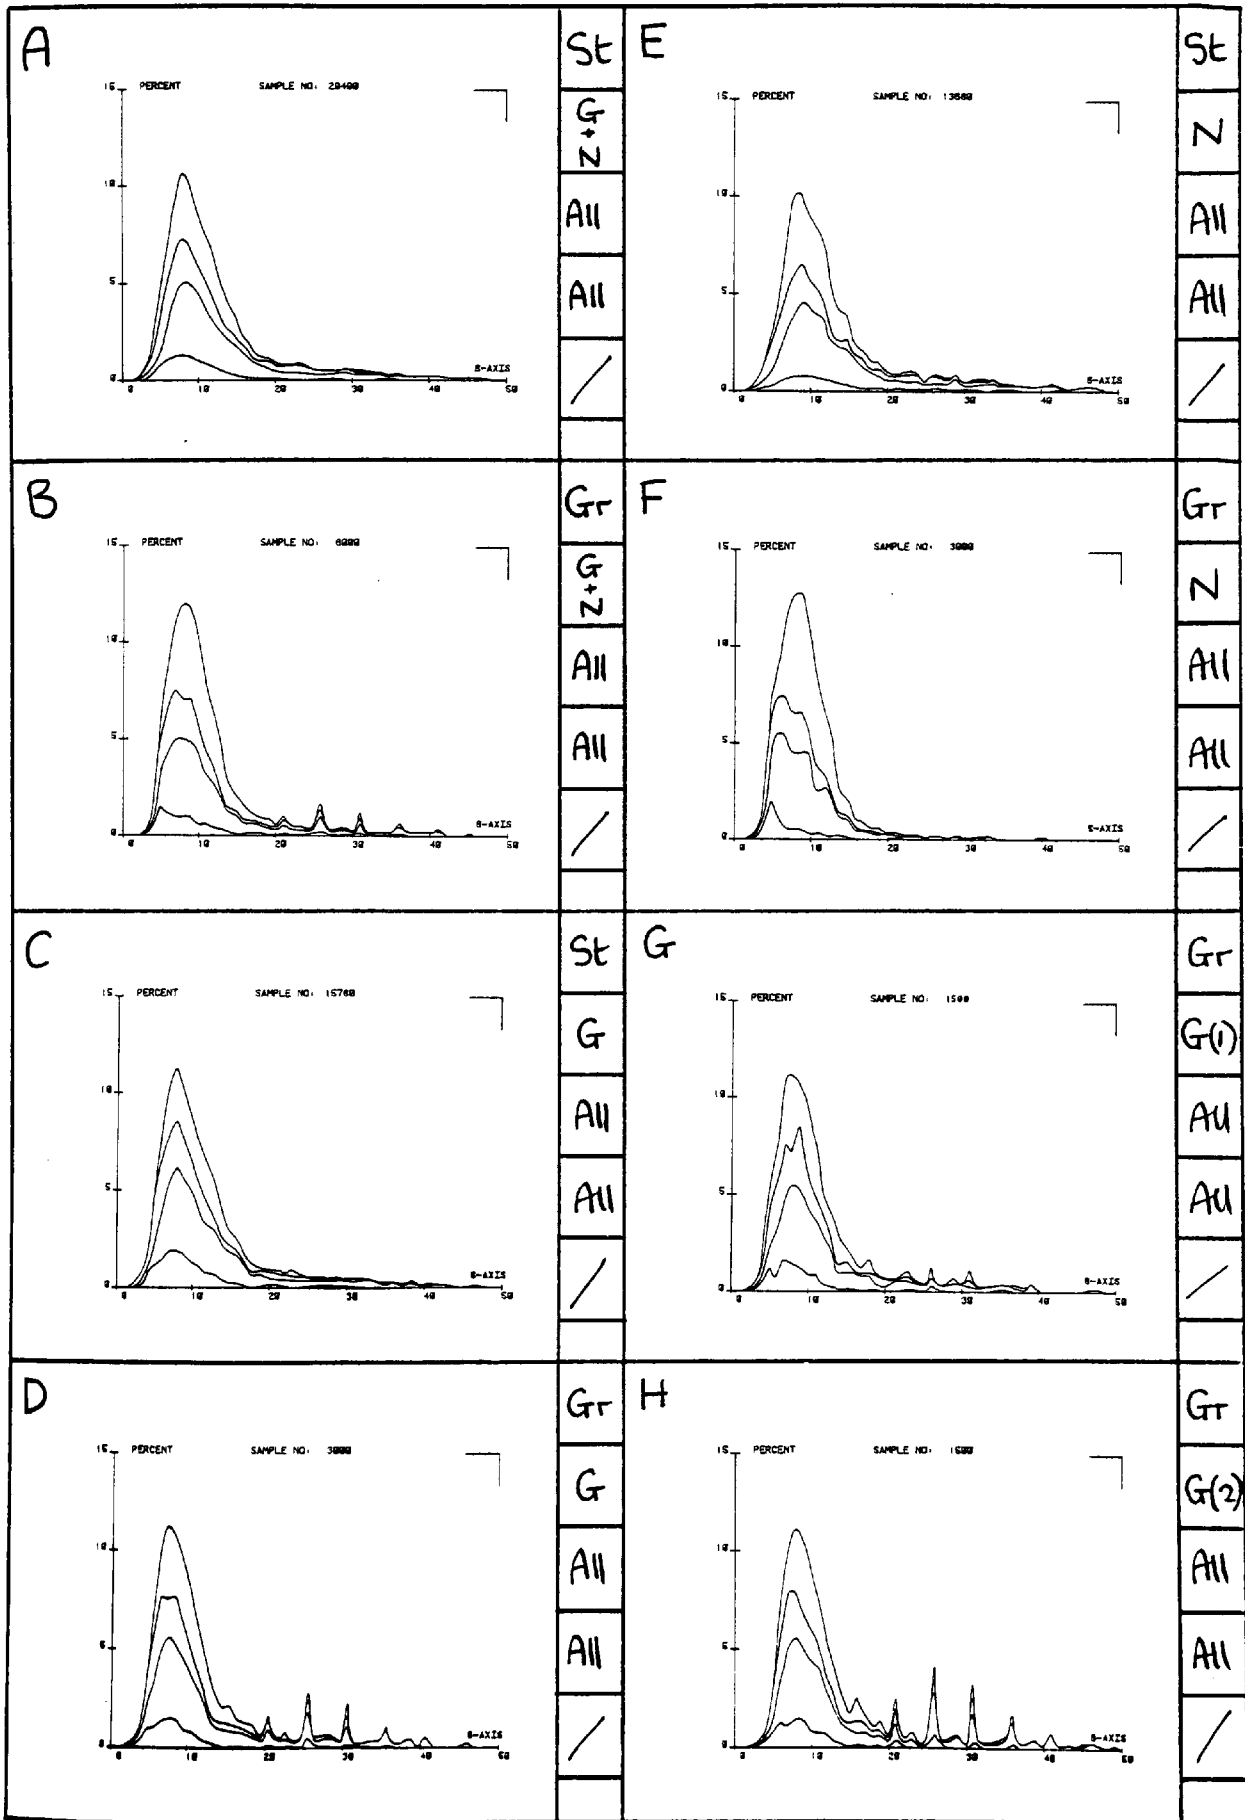 A
15 PERCENT SAMPLE NO: 20400
10
5
0
0 10 20 30 40 50
B-AXIS
St
N+G
All
All
/
E
15 PERCENT SAMPLE NO: 13660
10
5
0
0 10 20 30 40 50
B-AXIS
St
N
All
All
/
B
15 PERCENT SAMPLE NO: 6000
10
5
0
0 10 20 30 40 50
B-AXIS
Gr
N+G
All
All
/
F
15 PERCENT SAMPLE NO: 3000
10
5
0
0 10 20 30 40 50
B-AXIS
Gr
N
All
All
/
C
15 PERCENT SAMPLE NO: 15760
10
5
0
0 10 20 30 40 50
B-AXIS
St
G
All
All
/
G
15 PERCENT SAMPLE NO: 1500
10
5
0
0 10 20 30 40 50
B-AXIS
Gr
G(1)
All
All
/
D
15 PERCENT SAMPLE NO: 3000
10
5
0
0 10 20 30 40 50
B-AXIS
Gr
G
All
All
/
H
15 PERCENT SAMPLE NO: 1500
10
5
0
0 10 20 30 40 50
B-AXIS
Gr
G(2)
All
All
/